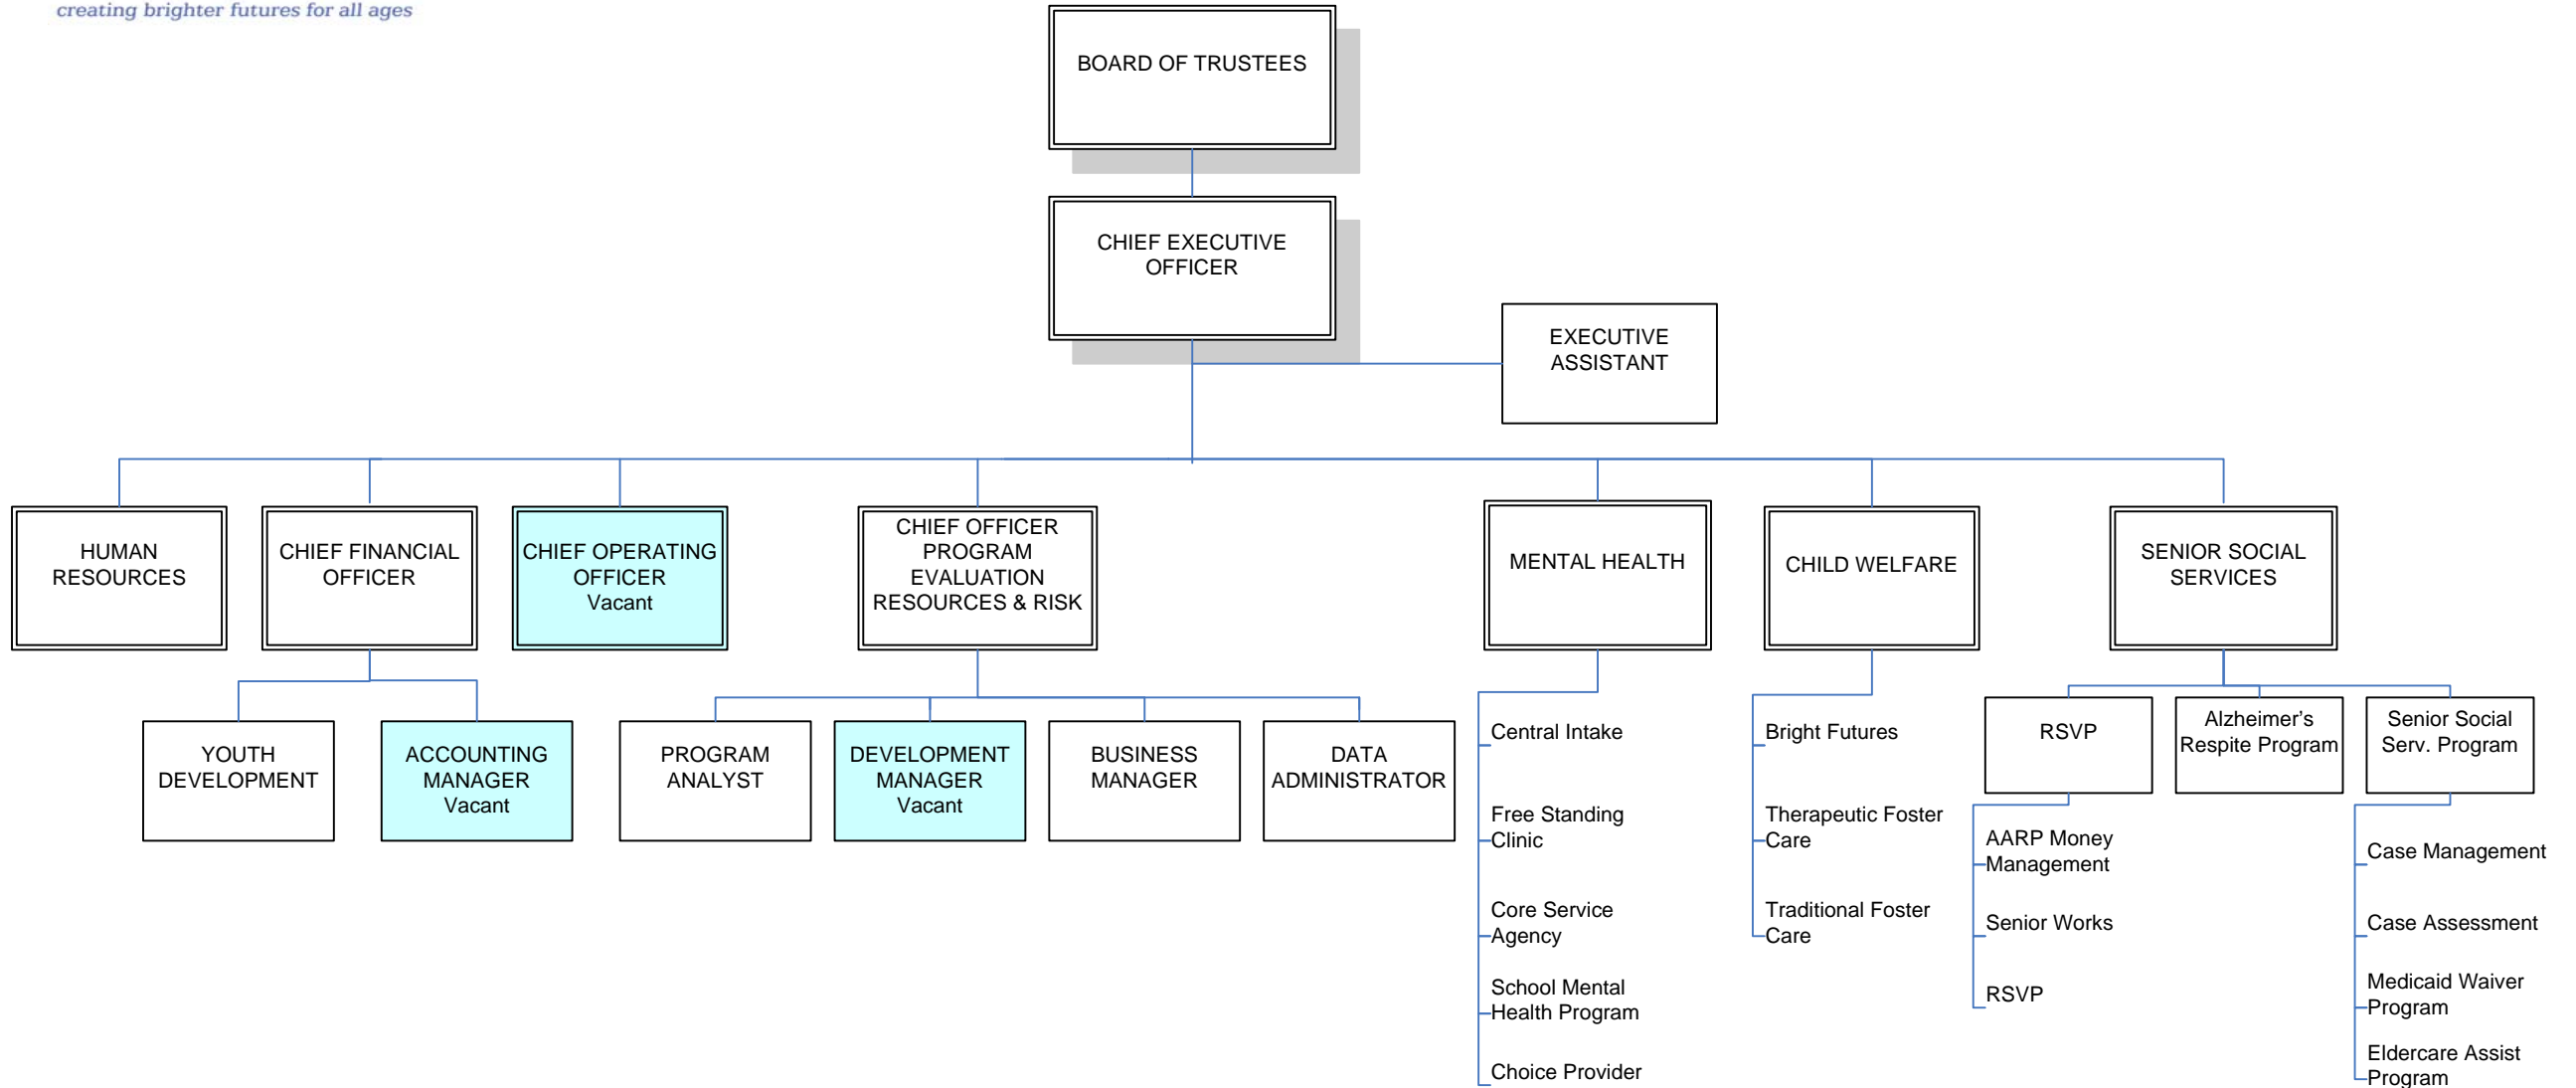 creating brighter futures for all ages
BOARD OF TRUSTEES
CHIEF EXECUTIVE
OFFICER
EXECUTIVE
ASSISTANT
HUMAN
RESOURCES
CHIEF FINANCIAL
OFFICER
CHIEF OPERATING
OFFICER
Vacant
CHIEF OFFICER
PROGRAM
EVALUATION
RESOURCES & RISK
MENTAL HEALTH
CHILD WELFARE
SENIOR SOCIAL
SERVICES
YOUTH
DEVELOPMENT
ACCOUNTING
MANAGER
Vacant
PROGRAM
ANALYST
DEVELOPMENT
MANAGER
Vacant
BUSINESS
MANAGER
DATA
ADMINISTRATOR
Central Intake
Free Standing
Clinic
Core Service
Agency
School Mental
Health Program
Choice Provider
Bright Futures
Therapeutic Foster
Care
Traditional Foster
Care
RSVP
AARP Money
Management
Senior Works
RSVP
Alzheimer’s
Respite Program
Senior Social
Serv. Program
Case Management
Case Assessment
Medicaid Waiver
Program
Eldercare Assist
Program